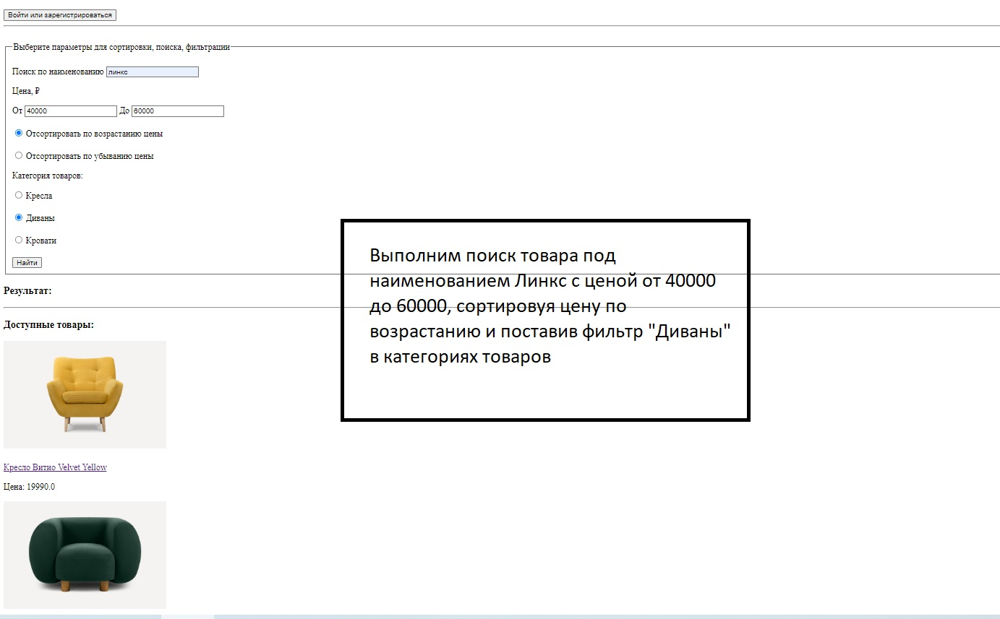 Войти или зарегистрироваться
Выберите параметры для сортировки, поиска, фильтрации
Поиск по наименованию линкс
Цена, ₽
От 40000 До 60000
Отсортировать по возрастанию цены
Отсортировать по убыванию цены
Категория товаров:
Кресла
Диваны
Кровати
Найти
Результат:
Доступные товары:
Кресло Витио Velvet Yellow
Цена: 19990.0
Выполним поиск товара под
наименованием Линкс с ценой от 40000
до 60000, сортировуя цену по
возрастанию и поставив фильтр "Диваны"
в категориях товаров